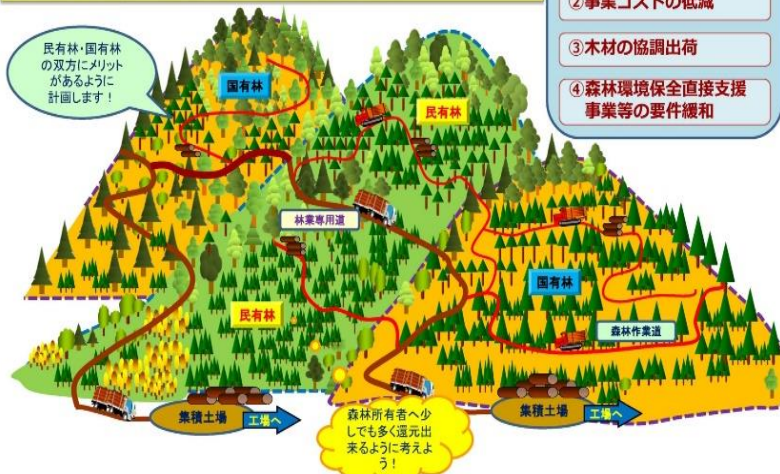 ②事業コストの低減
③木材の協調出荷
④森林環境保全直接支援
事業等の要件緩和
民有林・国有林
の双方にメリット
があるように
計画します！
国有林
民有林
林業専用道
国有林
民有林
森林作業道
集積土場
工場へ
森林所有者へ少
しでも多く還元出
来るように考えよ
う！
集積土場
工場へ